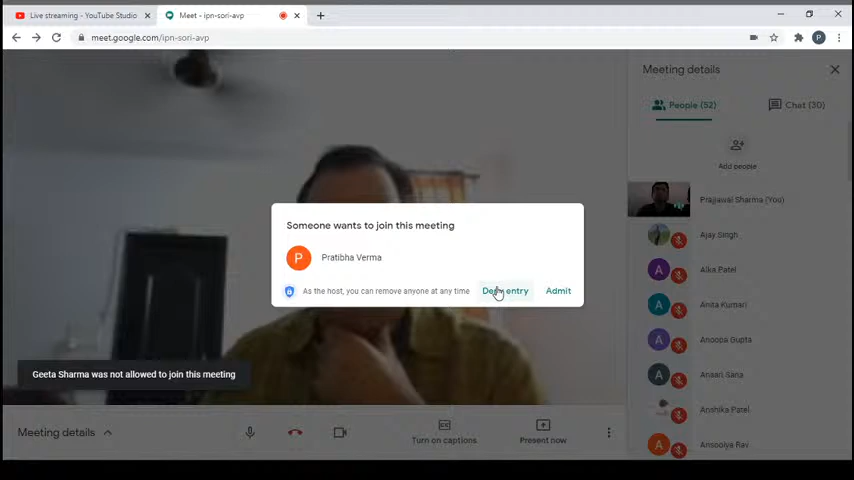 Live streaming - YouTube Studio
Meet - ipn-sori-avp
meet.google.com/ipn-sori-avp
P
Meeting details
People (52)
Chat (30)
Add people
Prajjawal Sharma (You)
Ajay Singh
A
Alka Patel
A
Anita Kumari
A
Anoopa Gupta
A
Ansari Sana
Anshika Patel
A
Ansooiya Rav
Someone wants to join this meeting
P
Pratibha Verma
As the host, you can remove anyone at any time
Deny entry
Admit
Geeta Sharma was not allowed to join this meeting
Meeting details
Turn on captions
Present now